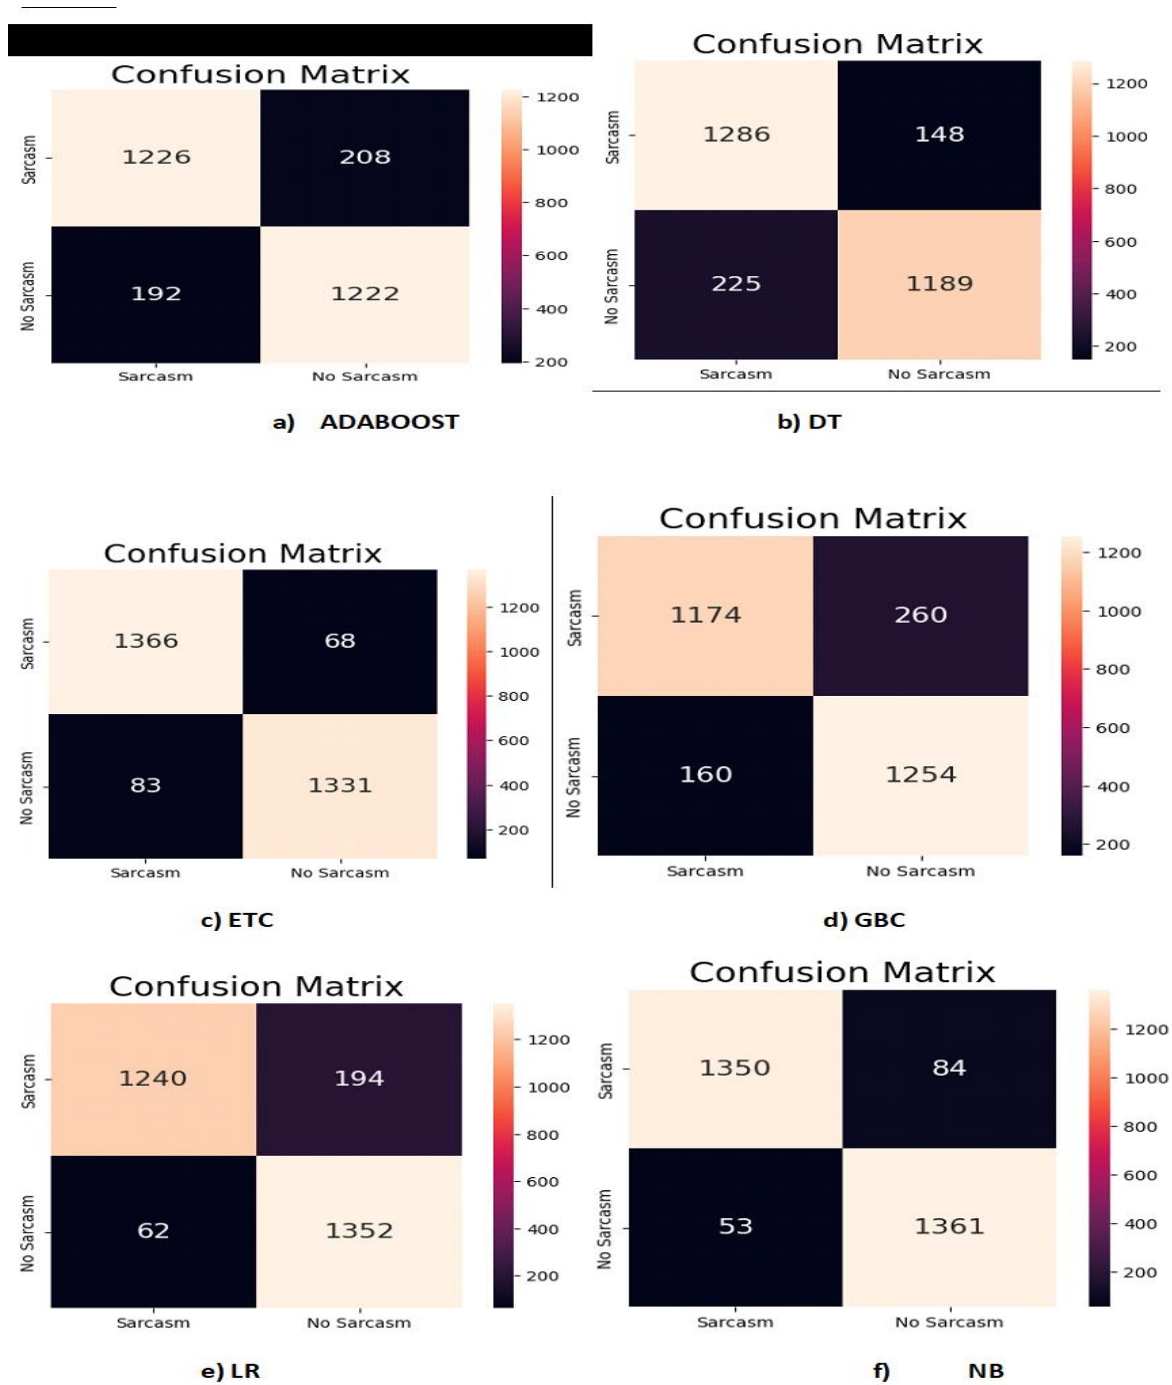 Confusion Matrix
Sarcasm
No Sarcasm
1226 208
192 1222
Sarcasm No Sarcasm
1200
1000
800
600
400
200
a) ADABOOST
Confusion Matrix
Sarcasm
No Sarcasm
1286 148
225 1189
Sarcasm No Sarcasm
1200
1000
800
600
400
200
b) DT
Confusion Matrix
Sarcasm
No Sarcasm
1366 68
83 1331
Sarcasm No Sarcasm
1200
1000
800
600
400
200
c) ETC
Confusion Matrix
Sarcasm
No Sarcasm
1174 260
160 1254
Sarcasm No Sarcasm
1200
1000
800
600
400
200
d) GBC
Confusion Matrix
Sarcasm
No Sarcasm
1240 194
62 1352
Sarcasm No Sarcasm
1200
1000
800
600
400
200
e) LR
Confusion Matrix
Sarcasm
No Sarcasm
1350 84
53 1361
Sarcasm No Sarcasm
1200
1000
800
600
400
200
f) NB